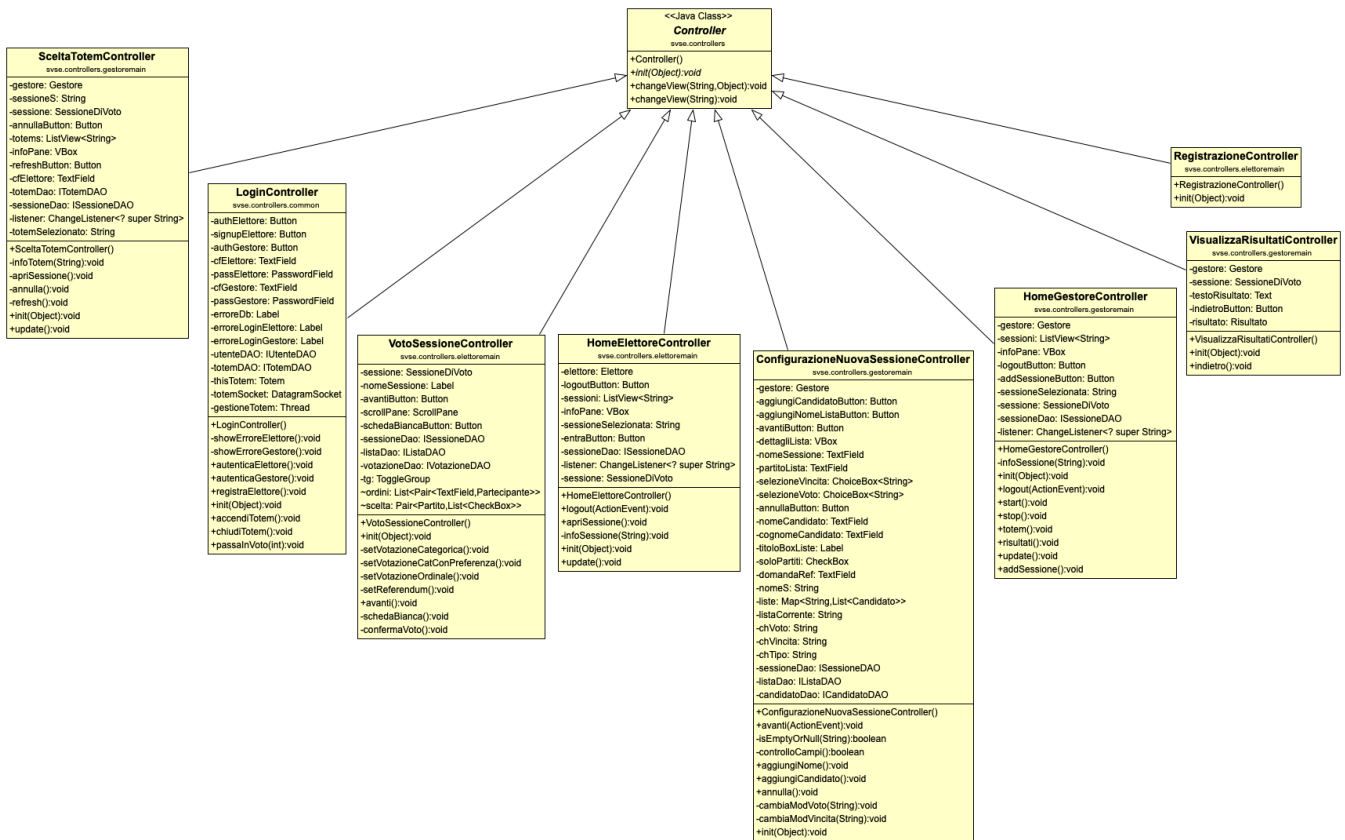 <<Java Class>>
Controller
svse.controllers
+Controller()
+init(Object):void
+changeView(String,Object):void
+changeView(String):void
SceltaTotemController
svse.controllers.gestoremain
-gestore: Gestore
-sessioneS: String
-sessione: SessioneDiVoto
-annullaButton: Button
-totems: ListView<String>
-infoPane: VBox
-refreshButton: Button
-cfElettore: TextField
-totemDao: ITotemDAO
-sessioneDao: ISessioneDAO
-listener: ChangeListener<? super String>
-totemSelezionato: String
+SceltaTotemController()
-infoTotem(String):void
-apriSessione():void
-annulla():void
-refresh():void
+init(Object):void
+update():void
LoginController
svse.controllers.common
-authElettore: Button
-signupElettore: Button
-authGestore: Button
-cfElettore: TextField
-passElettore: PasswordField
-cfGestore: TextField
-passGestore: PasswordField
-erroreDb: Label
-erroreLoginElettore: Label
-erroreLoginGestore: Label
-utenteDAO: IUtenteDAO
-totemDAO: ITotemDAO
-thisTotem: Totem
-totemSocket: DatagramSocket
-gestioneTotem: Thread
+LoginController()
-showErroreElettore():void
-showErroreGestore():void
+autenticaElettore():void
+autenticaGestore():void
+registraElettore():void
+init(Object):void
+accendiTotem():void
+chiudiTotem():void
+passaInVoto(int):void
VotoSessioneController
svse.controllers.elettoremain
-sessione: SessioneDiVoto
-nomeSessione: Label
-avantiButton: Button
-scrollPane: ScrollPane
-schedaBiancaButton: Button
-sessioneDao: ISessioneDAO
-listaDao: IListaDAO
-votazioneDao: IVotazioneDAO
-tg: ToggleGroup
~ordini: List<Pair<TextField,Partecipante>>
~scelta: Pair<Partito,List<CheckBox>>
+VotoSessioneController()
+init(Object):void
-setVotazioneCategorica():void
-setVotazioneCatConPreferenza():void
-setVotazioneOrdinale():void
-setReferendum():void
+avanti():void
-schedaBianca():void
-confermaVoto():void
HomeElettoreController
svse.controllers.elettoremain
-elettore: Elettore
-logoutButton: Button
-sessioni: ListView<String>
-infoPane: VBox
-sessioneSelezionata: String
-entraButton: Button
-sessioneDao: ISessioneDAO
-listener: ChangeListener<? super String>
-sessione: SessioneDiVoto
+HomeElettoreController()
+logout(ActionEvent):void
+apriSessione():void
-infoSessione(String):void
+init(Object):void
+update():void
ConfigurazioneNuovaSessioneController
svse.controllers.gestoremain
-gestore: Gestore
-aggiungiCandidatoButton: Button
-aggiungiNomeListaButton: Button
-avantiButton: Button
-dettagliLista: VBox
-nomeSessione: TextField
-partitoLista: TextField
-selezioneVincita: ChoiceBox<String>
-selezioneVoto: ChoiceBox<String>
-annullaButton: Button
-nomeCandidato: TextField
-cognomeCandidato: TextField
-titoloBoxListe: Label
-soloPartiti: CheckBox
-domandaRef: TextField
-nomeS: String
-liste: Map<String,List<Candidato>>
-listaCorrente: String
-chVoto: String
-chVincita: String
-chTipo: String
-sessioneDao: ISessioneDAO
-listaDao: IListaDAO
-candidatoDao: ICandidatoDAO
+ConfigurazioneNuovaSessioneController()
+avanti(ActionEvent):void
-isEmptyOrNull(String):boolean
-controlloCampi():boolean
+aggiungiNome():void
+aggiungiCandidato():void
+annulla():void
-cambiaModVoto(String):void
-cambiaModVincita(String):void
+init(Object):void
HomeGestoreController
svse.controllers.gestoremain
-gestore: Gestore
-sessioni: ListView<String>
-infoPane: VBox
-logoutButton: Button
-addSessioneButton: Button
-sessioneSelezionata: String
-sessione: SessioneDiVoto
-sessioneDao: ISessioneDAO
-listener: ChangeListener<? super String>
+HomeGestoreController()
-infoSessione(String):void
+init(Object):void
+logout(ActionEvent):void
+start():void
+stop():void
+totem():void
+risultati():void
+update():void
+addSessione():void
VisualizzaRisultatiController
svse.controllers.gestoremain
-gestore: Gestore
-sessione: SessioneDiVoto
-testoRisultato: Text
-indietroButton: Button
-risultato: Risultato
+VisualizzaRisultatiController()
+init(Object):void
+indietro():void
RegistrazioneController
svse.controllers.elettoremain
+RegistrazioneController()
+init(Object):void